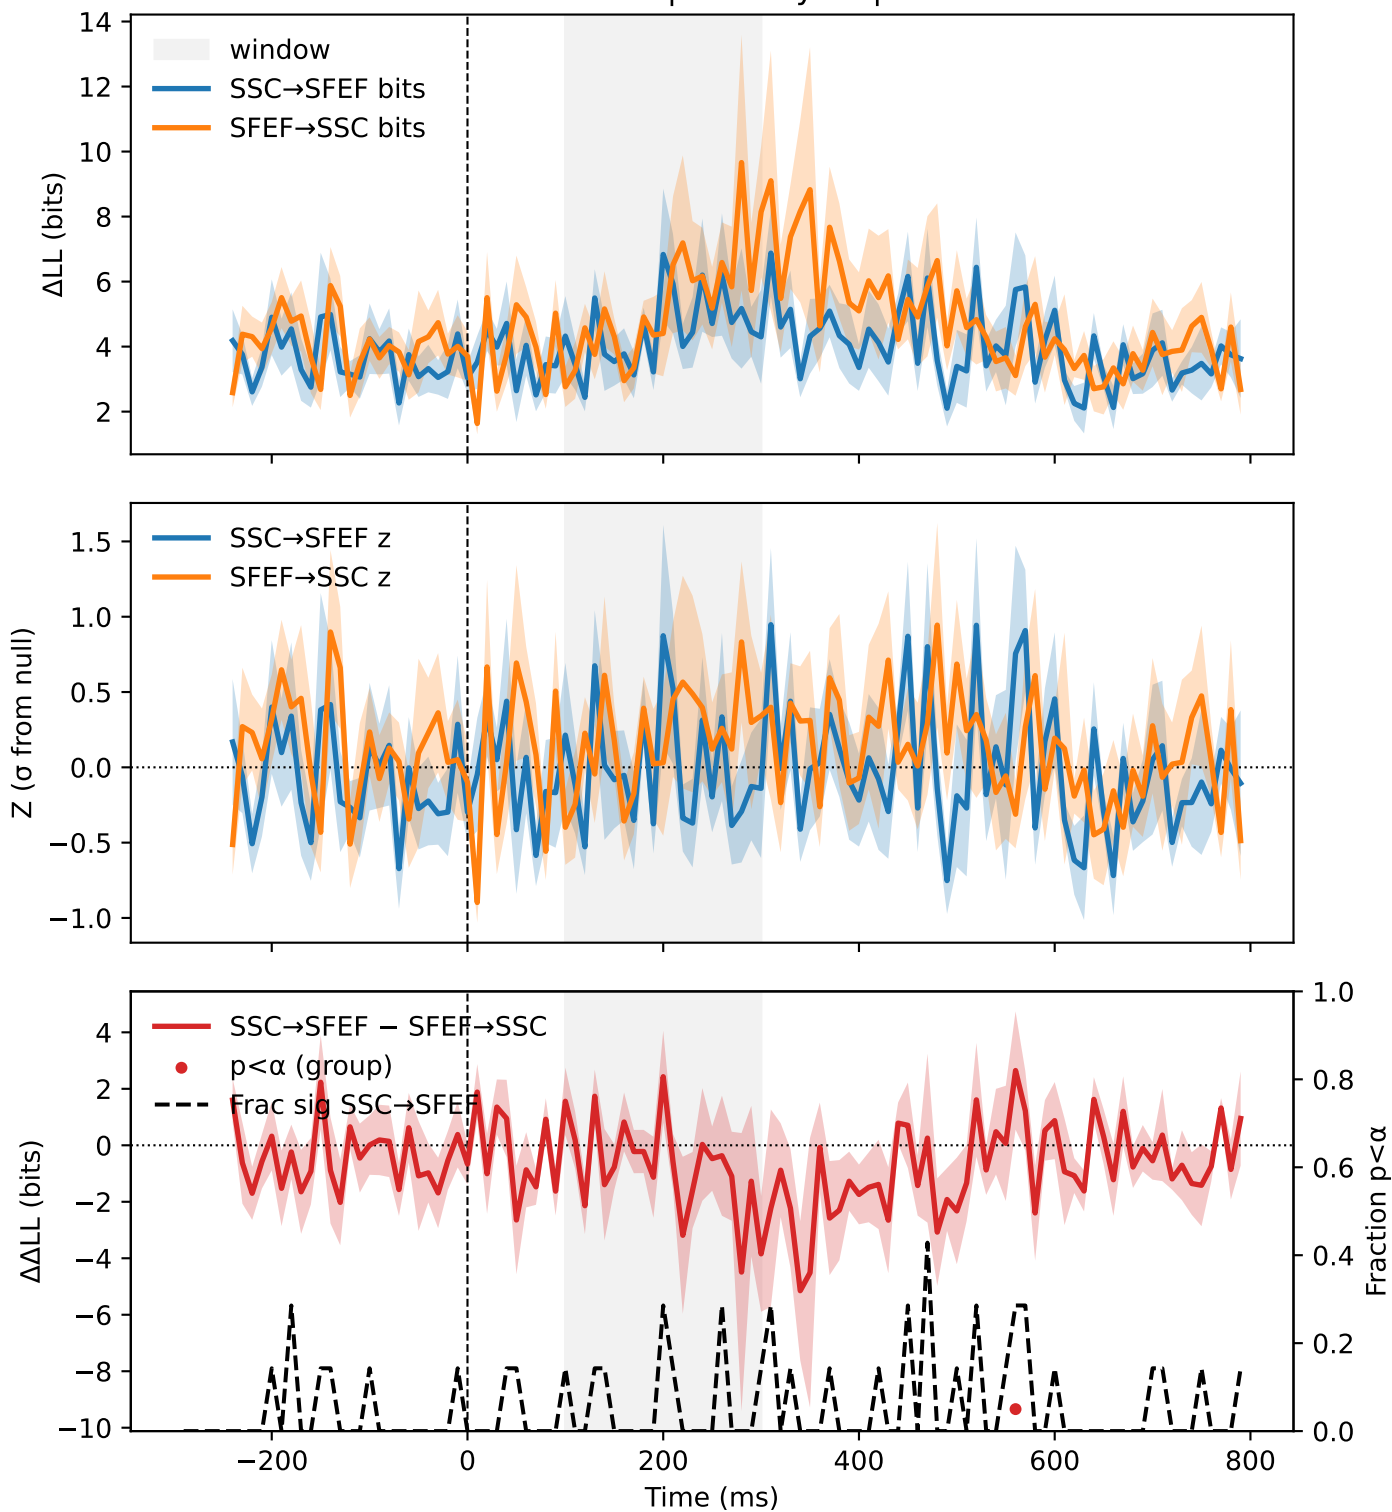 14
12
10
8
6
4
2
ΔLL (bits)
window
SSC→SFEF bits
SFEF→SSC bits
1.5
1.0
0.5
0.0
−0.5
−1.0
Z (σ from null)
SSC→SFEF z
SFEF→SSC z
4
2
0
−2
−4
−6
−8
−10
ΔΔLL (bits)
SSC→SFEF − SFEF→SSC
p<α (group)
Frac sig SSC→SFEF
1.0
0.8
0.6
0.4
0.2
0.0
Fraction p<α
−200 0 200 400 600 800
Time (ms)